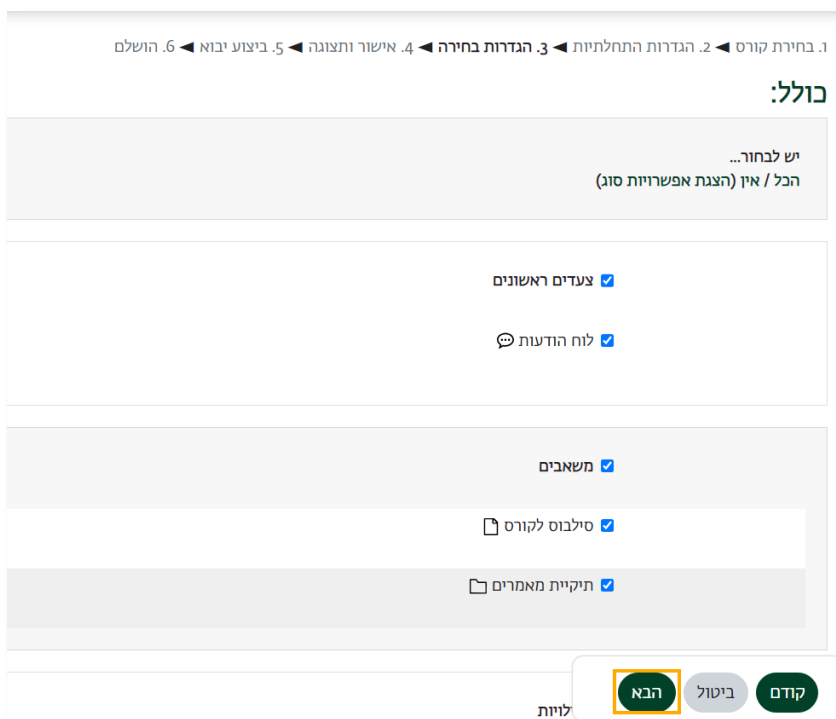 1. בחירת קורס ◄ 2. הגדרות התחלתיות ◄ 3. הגדרות בחירה ◄ 4. אישור ותצוגה ◄ 5. ביצוע יבוא ◄ 6. הושלם
כולל:
יש לבחור...
הכל / אין (הצגת אפשרויות סוג)
צעדים ראשונים
לוח הודעות
משאבים
סילבוס לקורס
תיקיית מאמרים
קודם ביטול הבא